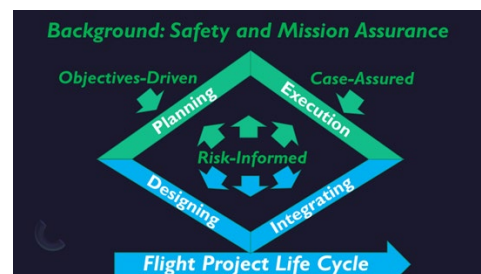 Background: Safety and Mission Assurance
Objectives-Driven
Case-Assured
Planning
Execution
Risk-Informed
Designing
Integrating
Flight Project Life Cycle